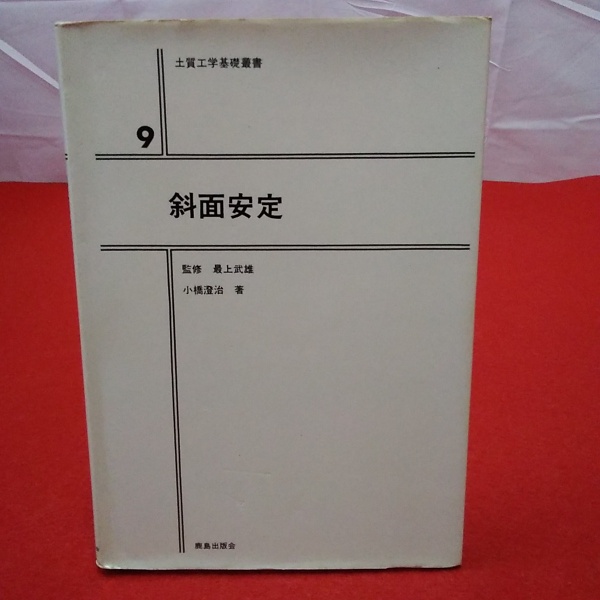 土質工学基礎叢書
9
斜面安定
監修 最上武雄
小橋澄治 著
鹿島出版会